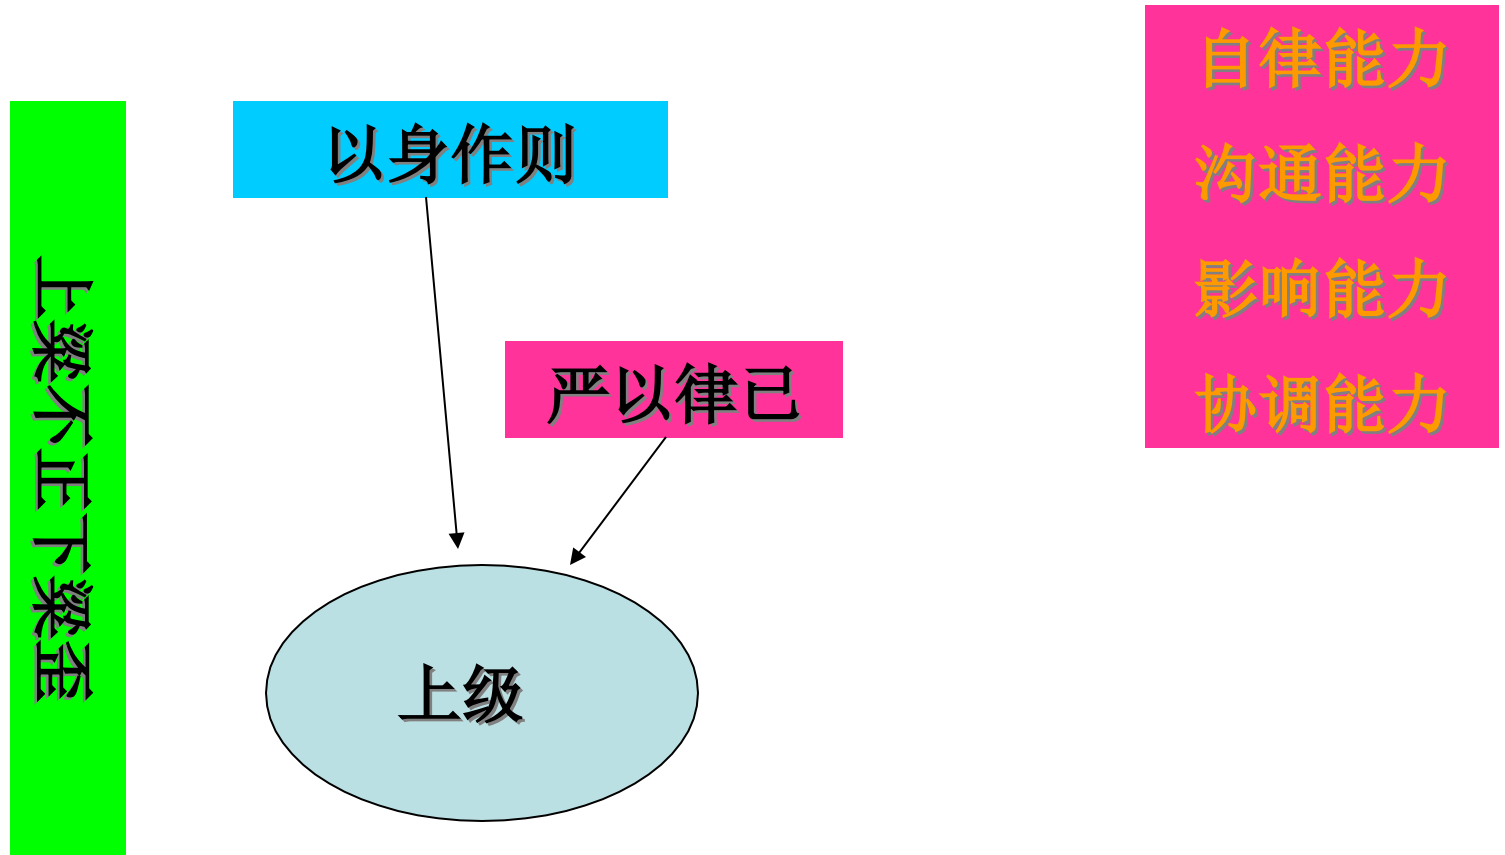 自律能力
以身作则
沟通能力
上梁不正下梁歪
影响能力
严以律己
协调能力
上级